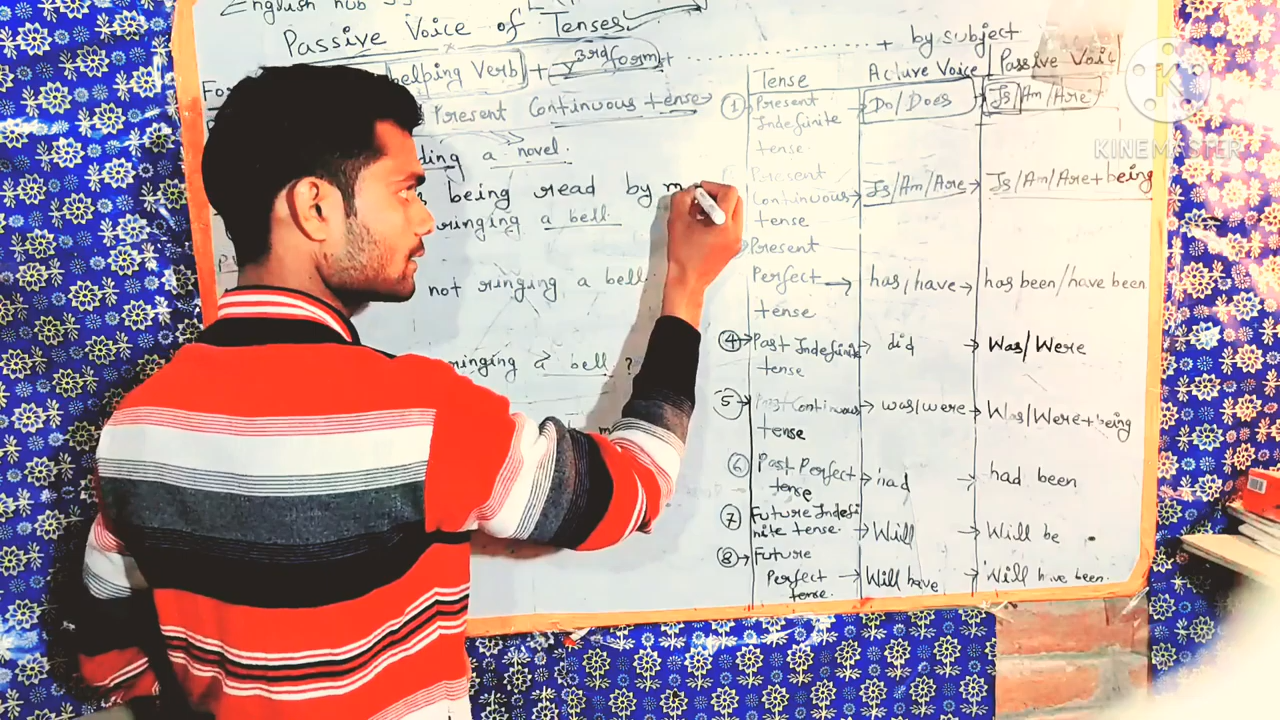 English hub
Passive Voice of Tenses
helping Verb + V 3rd form + .................. + by subject
Present Continuous tense
a novel.
being read by
ringing a bell.
not ringing a bell.
ringing a bell ?
Tense Active Voice Passive Voic
① Present Indefinite tense. → Do/Does → Is/Am/Are
Present Continuous tense → Is/Am/Are → Is/Am/Are + being
Present Perfect tense → has/have → has been/have been
④ → Past Indefinite tense → did → Was/Were
5 → Past Continuous tense → was/were → Was/Were + being
⑥ Past Perfect tense → had → had been
⑦ Future Indefi nite tense. → Will → Will be
⑧ → Future Perfect tense. → Will have → Will have been.
K
KINEMASTER